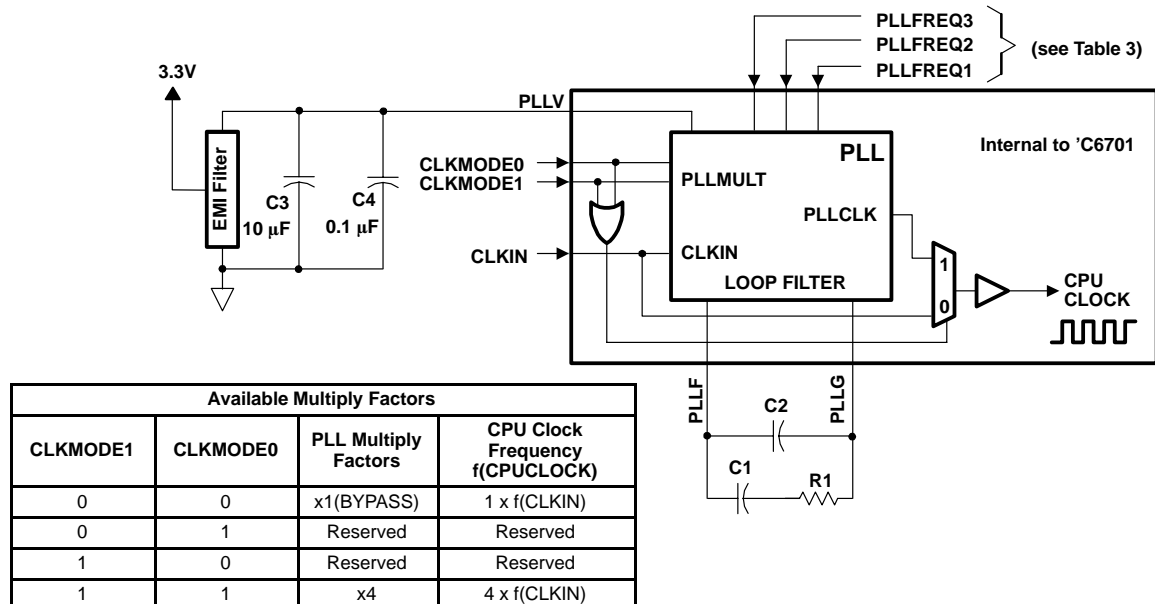 PLLFREQ3
PLLFREQ2
PLLFREQ1
(see Table 3)
3.3V
PLLV
EMI Filter
C3
10 μF
C4
0.1 μF
CLKMODE0
CLKMODE1
CLKIN
PLL
Internal to 'C6701
PLLMULT
PLLCLK
CLKIN
LOOP FILTER
1
0
CPU
CLOCK
PLLF
PLLG
C2
C1
R1
Available Multiply Factors
CLKMODE1 CLKMODE0 PLL Multiply Factors CPU Clock Frequency f(CPUCLOCK)
0 0 x1(BYPASS) 1 x f(CLKIN)
0 1 Reserved Reserved
1 0 Reserved Reserved
1 1 x4 4 x f(CLKIN)